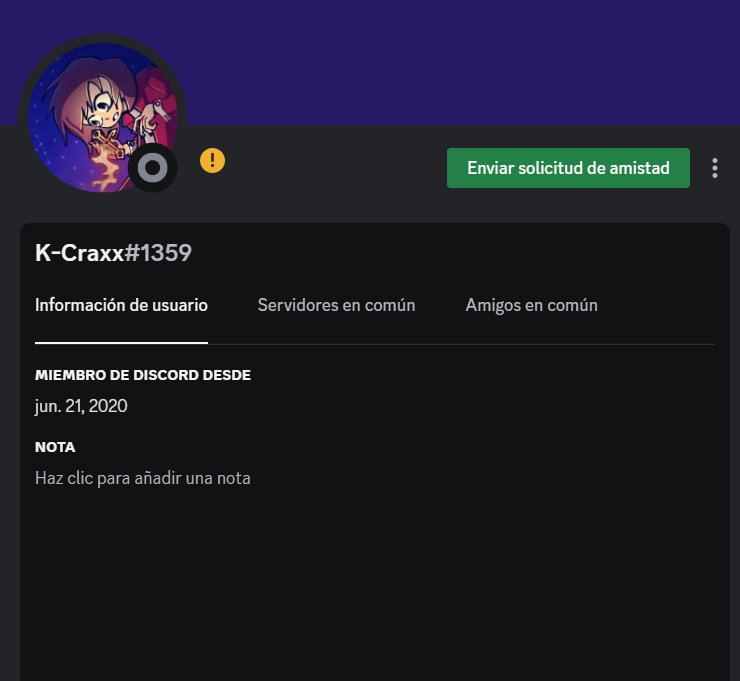 !
Enviar solicitud de amistad
K-Craxx#1359
Información de usuario Servidores en común Amigos en común
MIEMBRO DE DISCORD DESDE
jun. 21, 2020
NOTA
Haz clic para añadir una nota